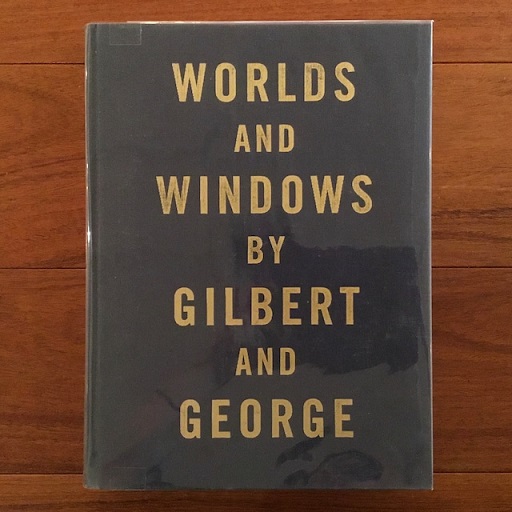 WORLDS
AND
WINDOWS
BY
GILBERT
AND
GEORGE